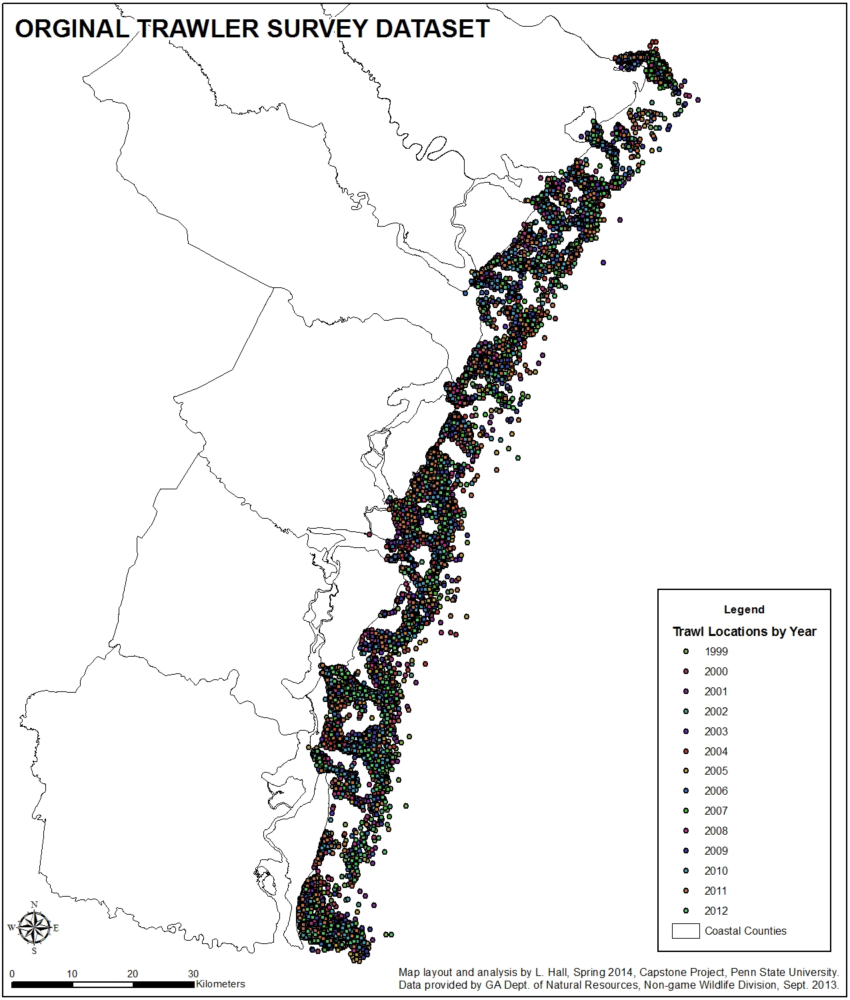 ORGINAL TRAWLER SURVEY DATASET
Legend
Trawl Locations by Year
1999
2000
2001
2002
2003
2004
2005
2006
2007
2008
2009
2010
2011
2012
Coastal Counties
N
W E
S
0 10 20 30
Kilometers
Map layout and analysis by L. Hall, Spring 2014, Capstone Project, Penn State University.
Data provided by GA Dept. of Natural Resources, Non-game Wildlife Division, Sept. 2013.